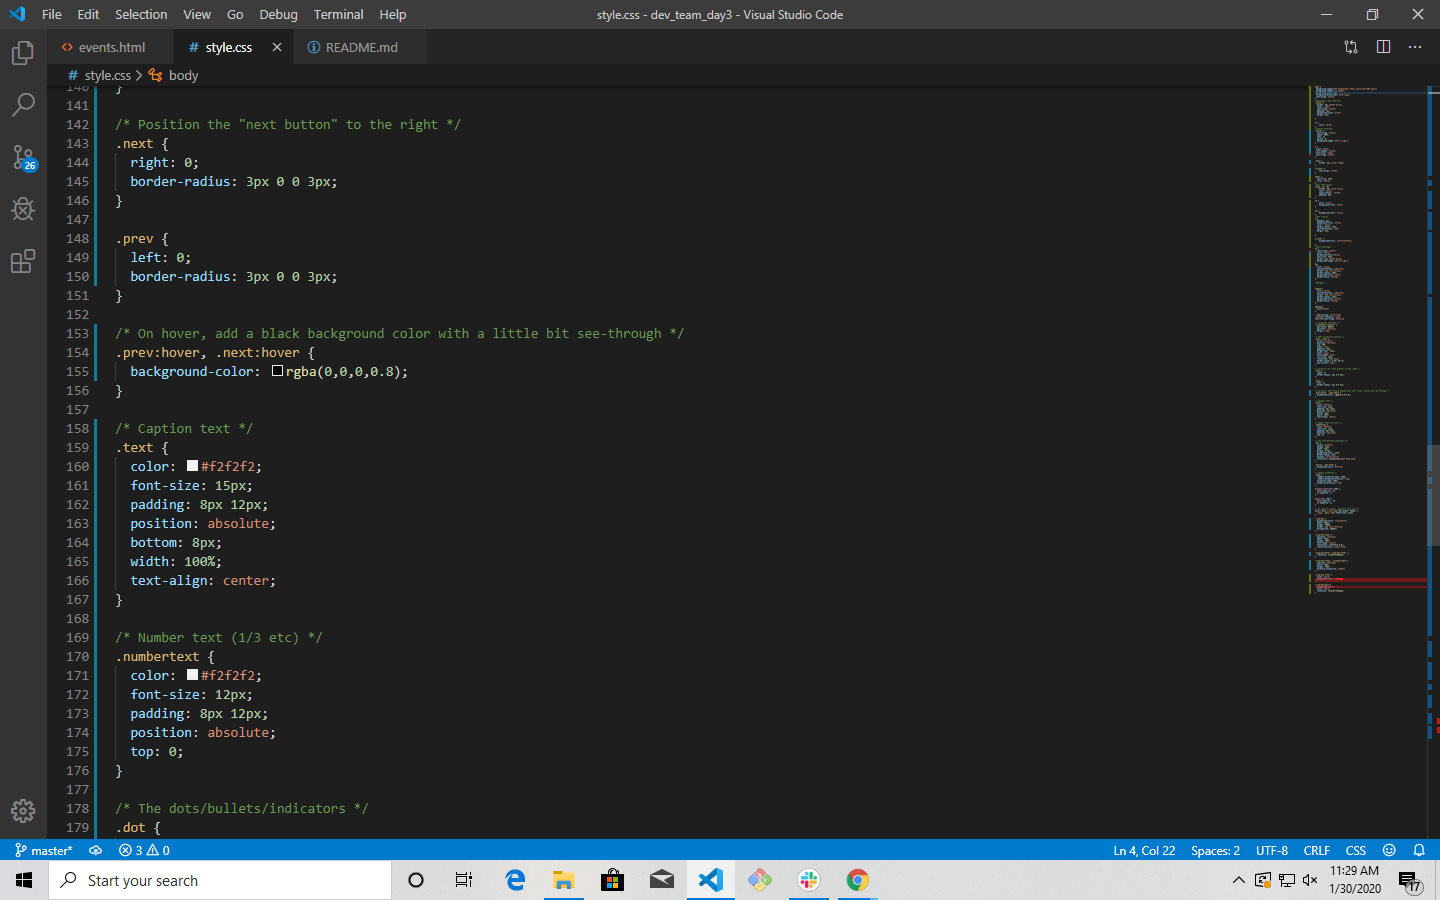 File Edit Selection View Go Debug Terminal Help style.css - dev_team_day3 - Visual Studio Code
events.html # style.css README.md
# style.css > body
140 }
141
142 /* Position the "next button" to the right */
143 .next {
144 right: 0;
145 border-radius: 3px 0 0 3px;
146 }
147
148 .prev {
149 left: 0;
150 border-radius: 3px 0 0 3px;
151 }
152
153 /* On hover, add a black background color with a little bit see-through */
154 .prev:hover, .next:hover {
155 background-color: rgba(0,0,0,0.8);
156 }
157
158 /* Caption text */
159 .text {
160 color: #f2f2f2;
161 font-size: 15px;
162 padding: 8px 12px;
163 position: absolute;
164 bottom: 8px;
165 width: 100%;
166 text-align: center;
167 }
168
169 /* Number text (1/3 etc) */
170 .numbertext {
171 color: #f2f2f2;
172 font-size: 12px;
173 padding: 8px 12px;
174 position: absolute;
175 top: 0;
176 }
177
178 /* The dots/bullets/indicators */
179 .dot {
26
master* 3 0 Ln 4, Col 22 Spaces: 2 UTF-8 CRLF CSS
Start your search
11:29 AM
1/30/2020
17